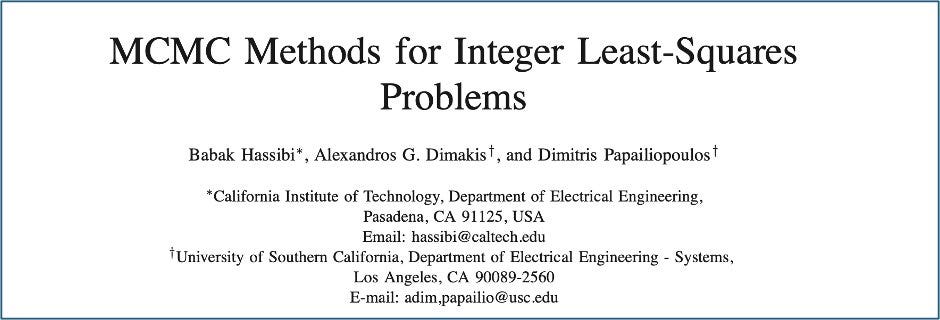 MCMC Methods for Integer Least-Squares
Problems
Babak Hassibi*, Alexandros G. Dimakis†, and Dimitris Papailiopoulos†
*California Institute of Technology, Department of Electrical Engineering,
Pasadena, CA 91125, USA
Email: hassibi@caltech.edu
†University of Southern California, Department of Electrical Engineering - Systems,
Los Angeles, CA 90089-2560
E-mail: adim,papailio@usc.edu